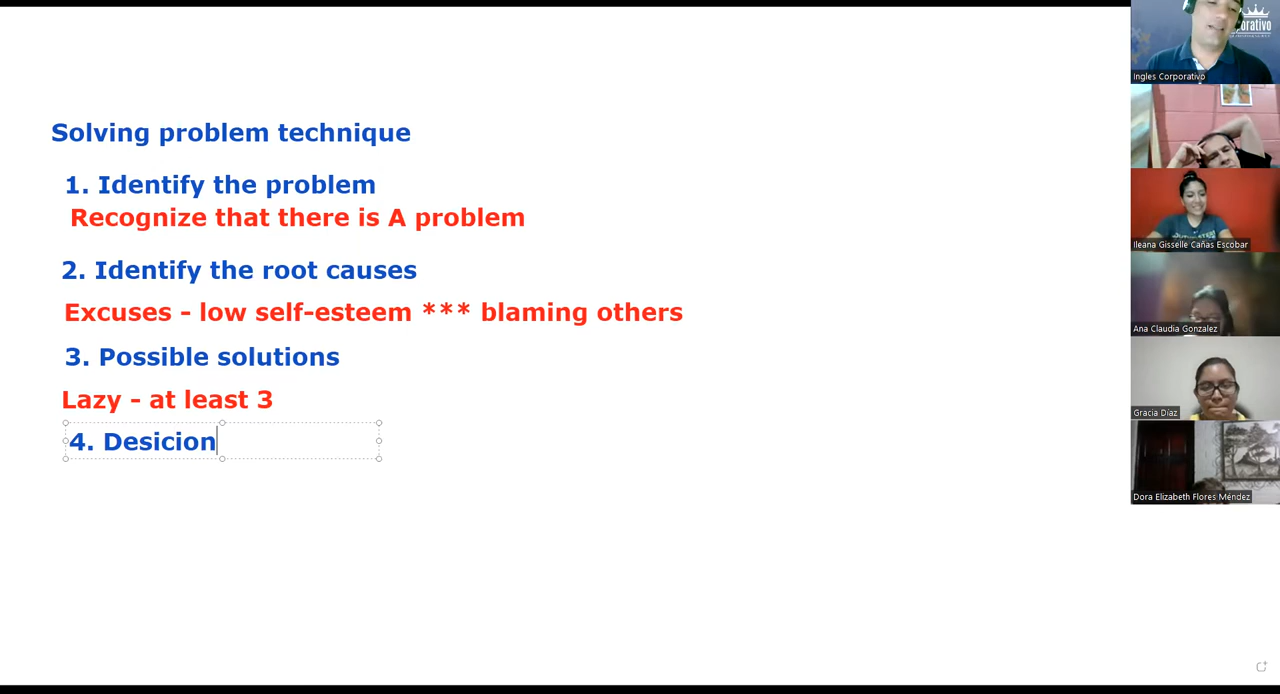 Solving problem technique
1. Identify the problem
Recognize that there is A problem
2. Identify the root causes
Excuses - low self-esteem *** blaming others
3. Possible solutions
Lazy - at least 3
4. Desicion
orativo
Ingles Corporativo
Ileana Gisselle Cañas Escobar
Ana Claudia Gonzalez
Gracia Díaz
Dora Elizabeth Flores Méndez